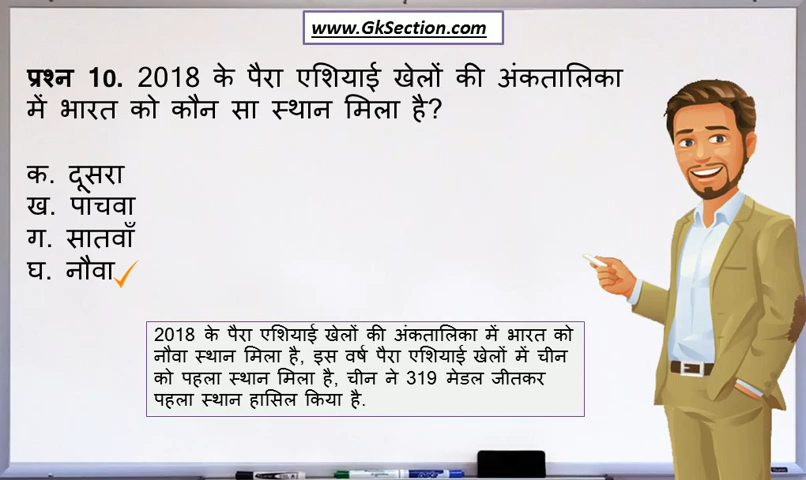 www.GkSection.com
प्रश्न 10. 2018 के पैरा एशियाई खेलों की अंकतालिका
में भारत को कौन सा स्थान मिला है?
क. दूसरा
ख. पांचवा
ग. सातवाँ
घ. नौवा
2018 के पैरा एशियाई खेलों की अंकतालिका में भारत को
नौवा स्थान मिला है, इस वर्ष पैरा एशियाई खेलों में चीन
को पहला स्थान मिला है, चीन ने 319 मेडल जीतकर
पहला स्थान हासिल किया है.